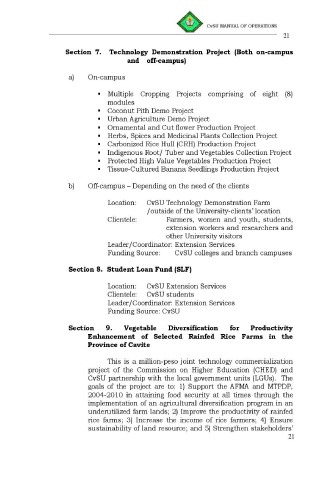 CvSU MANUAL OF OPERATIONS
21
Section 7. Technology Demonstration Project (Both on-campus
and off-campus)
a) On-campus
• Multiple Cropping Projects comprising of eight (8)
modules
• Coconut Pith Demo Project
• Urban Agriculture Demo Project
• Ornamental and Cut flower Production Project
• Herbs, Spices and Medicinal Plants Collection Project
• Carbonized Rice Hull (CRH) Production Project
• Indigenous Root/ Tuber and Vegetables Collection Project
• Protected High Value Vegetables Production Project
• Tissue-Cultured Banana Seedlings Production Project
b) Off-campus – Depending on the need of the clients
Location: CvSU Technology Demonstration Farm
/outside of the University-clients' location
Clientele: Farmers, women and youth, students,
extension workers and researchers and
other University visitors
Leader/Coordinator: Extension Services
Funding Source: CvSU colleges and branch campuses
Section 8. Student Loan Fund (SLF)
Location: CvSU Extension Services
Clientele: CvSU students
Leader/Coordinator: Extension Services
Funding Source: CvSU
Section 9. Vegetable Diversification for Productivity
Enhancement of Selected Rainfed Rice Farms in the
Province of Cavite
This is a million-peso joint technology commercialization
project of the Commission on Higher Education (CHED) and
CvSU partnership with the local government units (LGUs). The
goals of the project are to: 1) Support the AFMA and MTPDP,
2004-2010 in attaining food security at all times through the
implementation of an agricultural diversification program in an
underutilized farm lands; 2) Improve the productivity of rainfed
rice farms; 3) Increase the income of rice farmers; 4) Ensure
sustainability of land resource; and 5) Strengthen stakeholders'
21